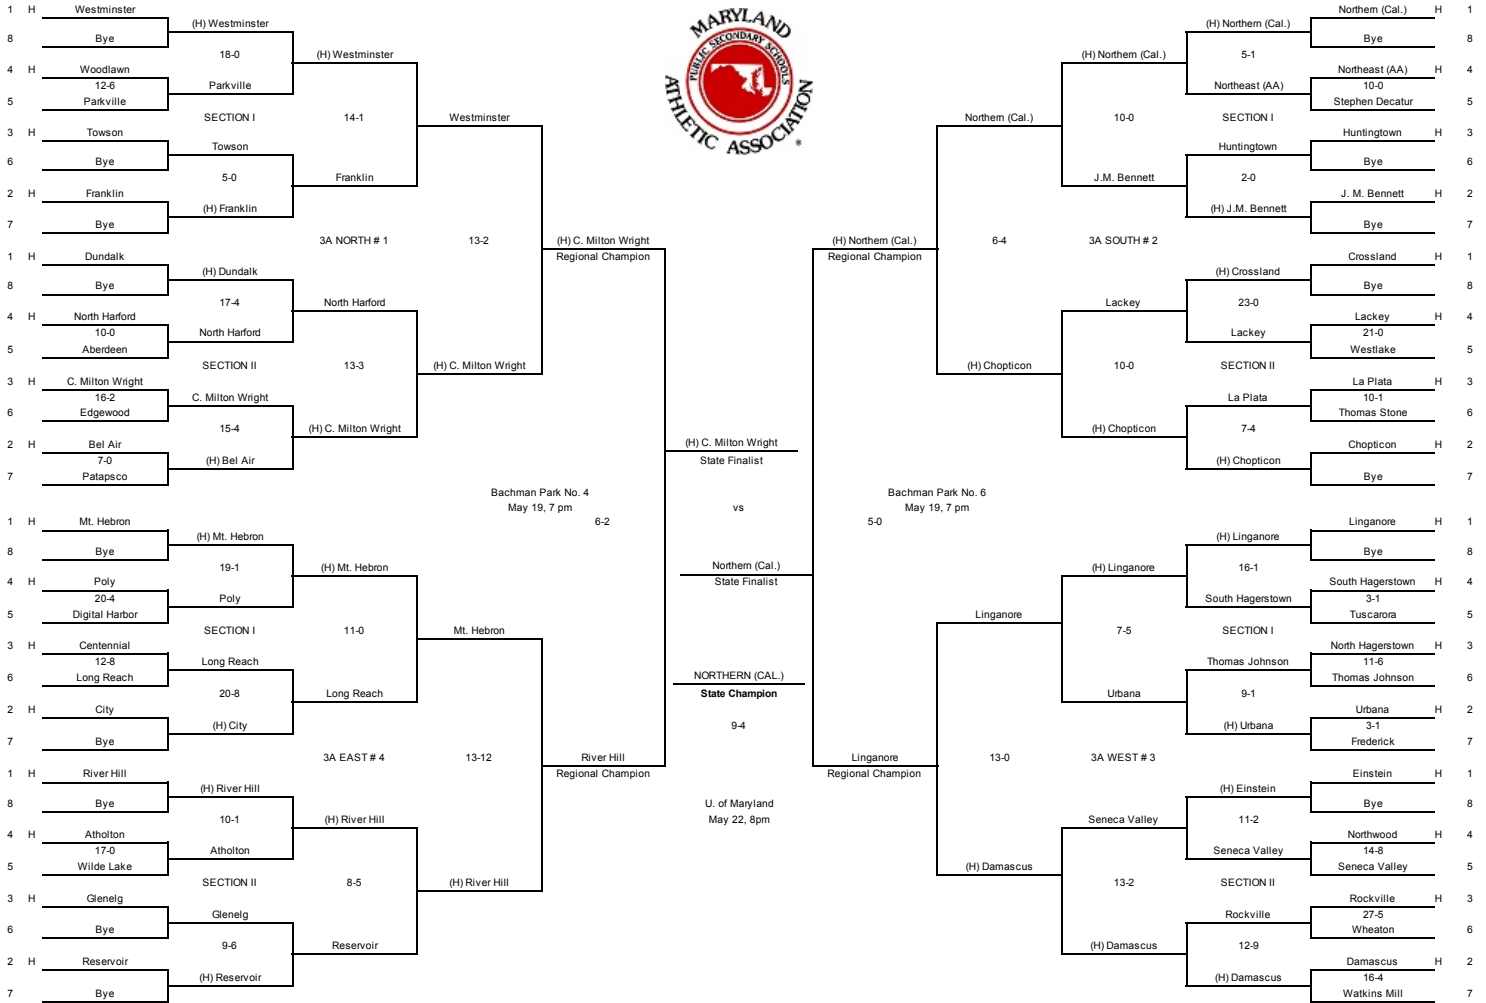 MARYLAND
PUBLIC SECONDARY SCHOOLS
ATHLETIC ASSOCIATION
®
1 H Westminster
(H) Westminster
8 Bye
18-0
(H) Westminster
4 H Woodlawn
12-6
Parkville
5 Parkville
SECTION I
14-1
Westminster
3 H Towson
Towson
6 Bye
5-0
Franklin
2 H Franklin
(H) Franklin
7 Bye
3A NORTH # 1
13-2
(H) C. Milton Wright
Regional Champion
1 H Dundalk
(H) Dundalk
8 Bye
17-4
North Harford
4 H North Harford
10-0
North Harford
5 Aberdeen
SECTION II
13-3
(H) C. Milton Wright
3 H C. Milton Wright
16-2
C. Milton Wright
6 Edgewood
15-4
(H) C. Milton Wright
2 H Bel Air
7-0
(H) Bel Air
7 Patapsco
Bachman Park No. 4
May 19, 7 pm
6-2
1 H Mt. Hebron
(H) Mt. Hebron
8 Bye
19-1
(H) Mt. Hebron
4 H Poly
20-4
Poly
5 Digital Harbor
SECTION I
11-0
Mt. Hebron
3 H Centennial
12-8
Long Reach
6 Long Reach
20-8
Long Reach
2 H City
(H) City
7 Bye
3A EAST # 4
13-12
River Hill
Regional Champion
1 H River Hill
(H) River Hill
8 Bye
10-1
(H) River Hill
4 H Atholton
17-0
Atholton
5 Wilde Lake
SECTION II
8-5
(H) River Hill
3 H Glenelg
Glenelg
6 Bye
9-6
Reservoir
2 H Reservoir
(H) Reservoir
7 Bye
(H) C. Milton Wright
State Finalist
vs
Northern (Cal.)
State Finalist
NORTHERN (CAL.)
State Champion
9-4
U. of Maryland
May 22, 8pm
Northern (Cal.) H 1
(H) Northern (Cal.)
Bye 8
5-1
(H) Northern (Cal.)
Northeast (AA) H 4
10-0
Northeast (AA)
Stephen Decatur 5
SECTION I
10-0
Northern (Cal.)
Huntingtown H 3
Huntingtown
Bye 6
2-0
J.M. Bennett
J. M. Bennett H 2
(H) J.M. Bennett
Bye 7
3A SOUTH # 2
6-4
(H) Northern (Cal.)
Regional Champion
Crossland H 1
(H) Crossland
Bye 8
23-0
Lackey
Lackey H 4
21-0
Lackey
Westlake 5
SECTION II
10-0
(H) Chopticon
La Plata H 3
10-1
La Plata
Thomas Stone 6
7-4
(H) Chopticon
Chopticon H 2
(H) Chopticon
Bye 7
Bachman Park No. 6
May 19, 7 pm
5-0
Linganore H 1
(H) Linganore
Bye 8
16-1
(H) Linganore
South Hagerstown H 4
3-1
South Hagerstown
Tuscarora 5
SECTION I
7-5
Linganore
North Hagerstown H 3
11-6
Thomas Johnson
Thomas Johnson 6
9-1
Urbana
Urbana H 2
3-1
(H) Urbana
Frederick 7
3A WEST # 3
13-0
Linganore
Regional Champion
Einstein H 1
(H) Einstein
Bye 8
11-2
Seneca Valley
Northwood H 4
14-8
Seneca Valley
Seneca Valley 5
SECTION II
13-2
(H) Damascus
Rockville H 3
27-5
Rockville
Wheaton 6
12-9
(H) Damascus
Damascus H 2
16-4
(H) Damascus
Watkins Mill 7